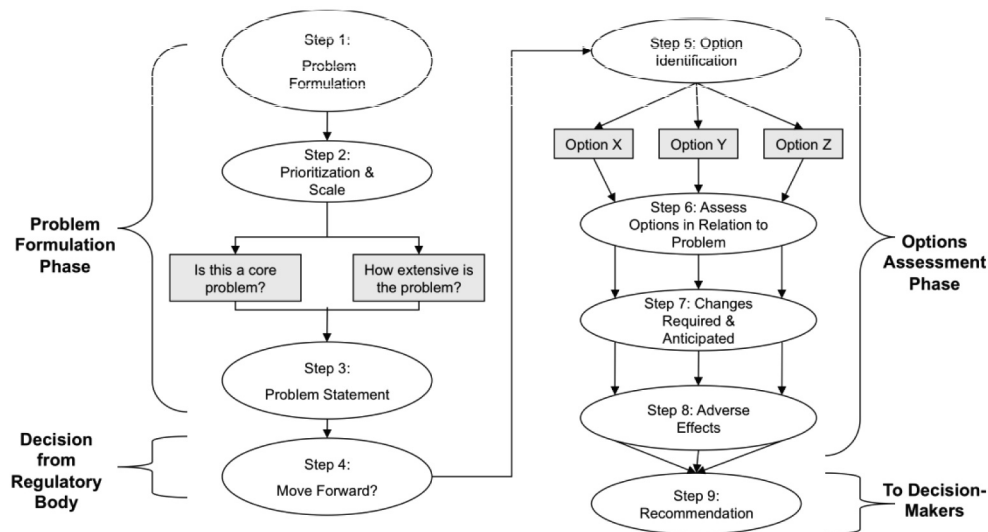 Step 1:
Problem
Formulation
Step 2:
Prioritization &
Scale
Is this a core
problem?
How extensive is
the problem?
Step 3:
Problem Statement
Step 4:
Move Forward?
Problem
Formulation
Phase
Decision
from
Regulatory
Body
Step 5: Option
Identification
Option X
Option Y
Option Z
Step 6: Assess
Options in Relation to
Problem
Step 7: Changes
Required &
Anticipated
Step 8: Adverse
Effects
Step 9:
Recommendation
Options
Assessment
Phase
To Decision-
Makers